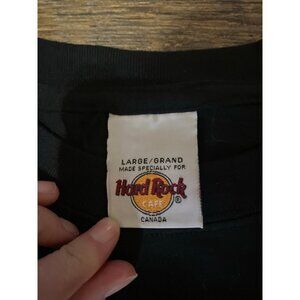 LARGE/GRAND
MADE SPECIALLY FOR
Hard Rock
CAFE
®
CANADA